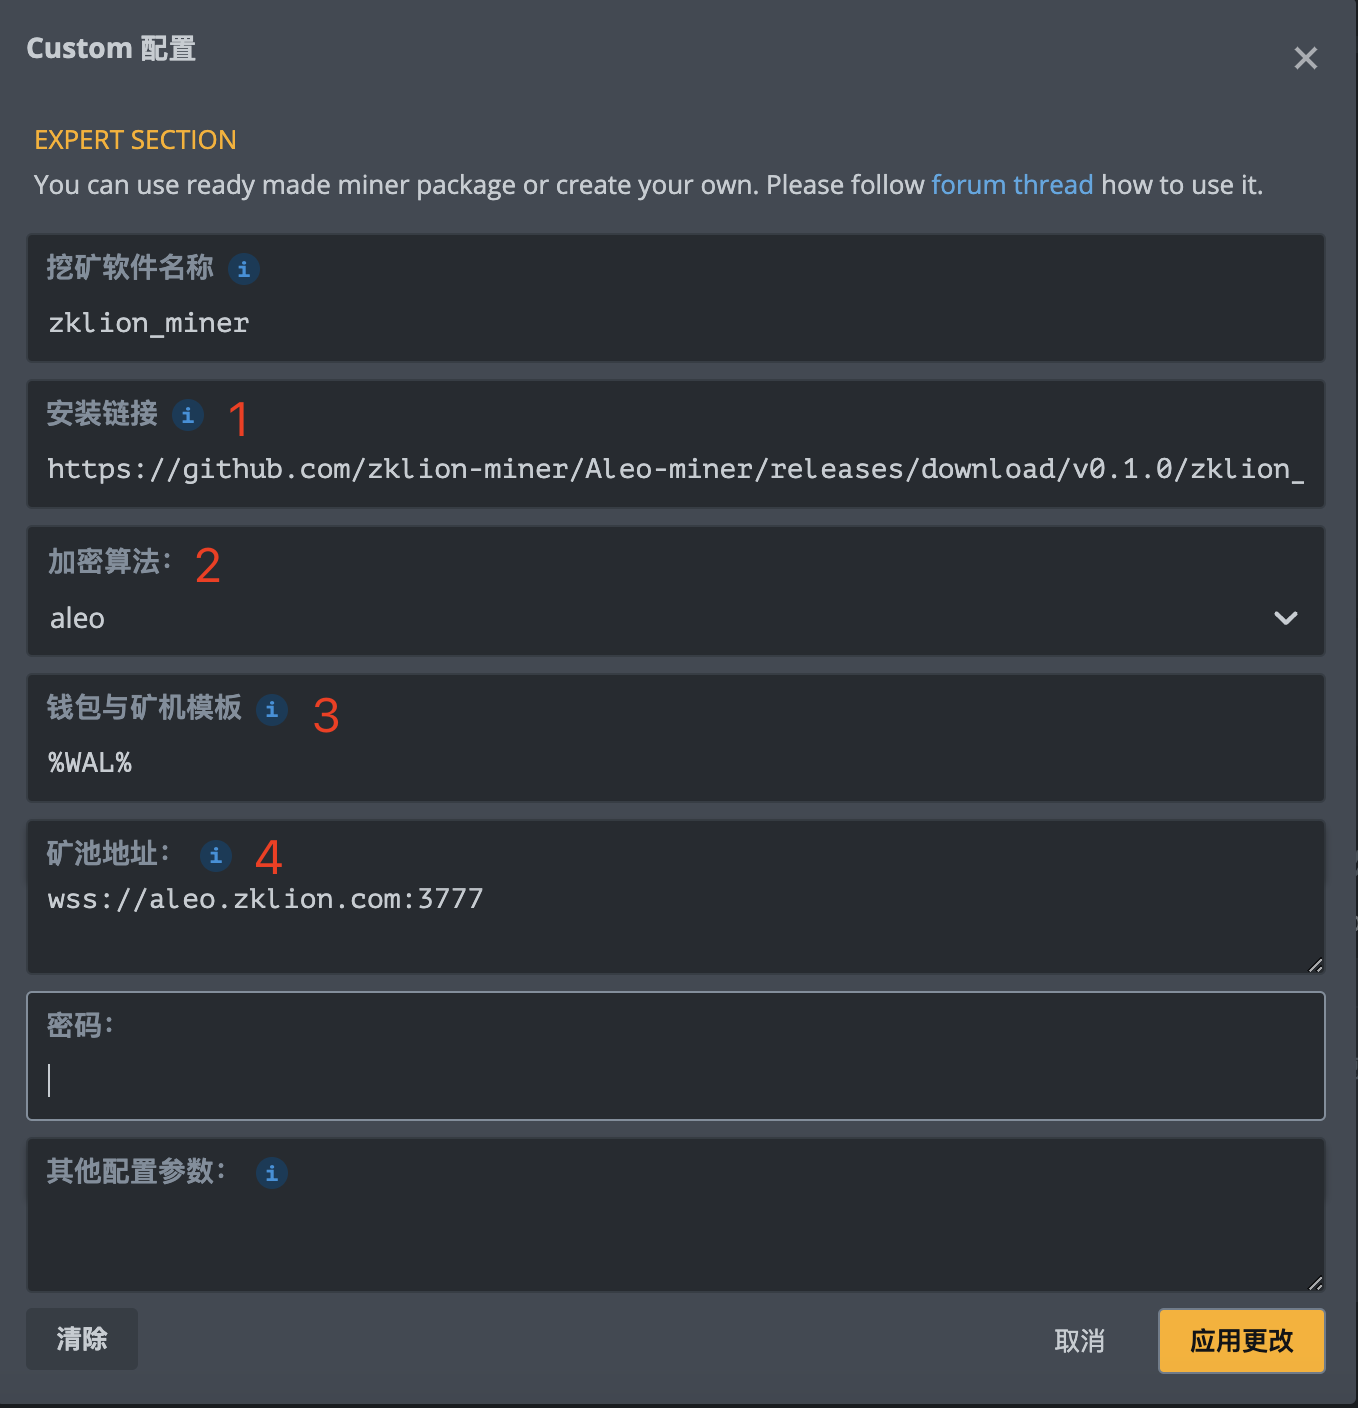 Custom 配置
EXPERT SECTION
You can use ready made miner package or create your own. Please follow forum thread how to use it.
挖矿软件名称 i
zklion_miner
安装链接 i 1
https://github.com/zklion-miner/Aleo-miner/releases/download/v0.1.0/zklion_
加密算法： 2
aleo
钱包与矿机模板 i 3
%WAL%
矿池地址： i 4
wss://aleo.zklion.com:3777
密码：
其他配置参数： i
清除 取消 应用更改